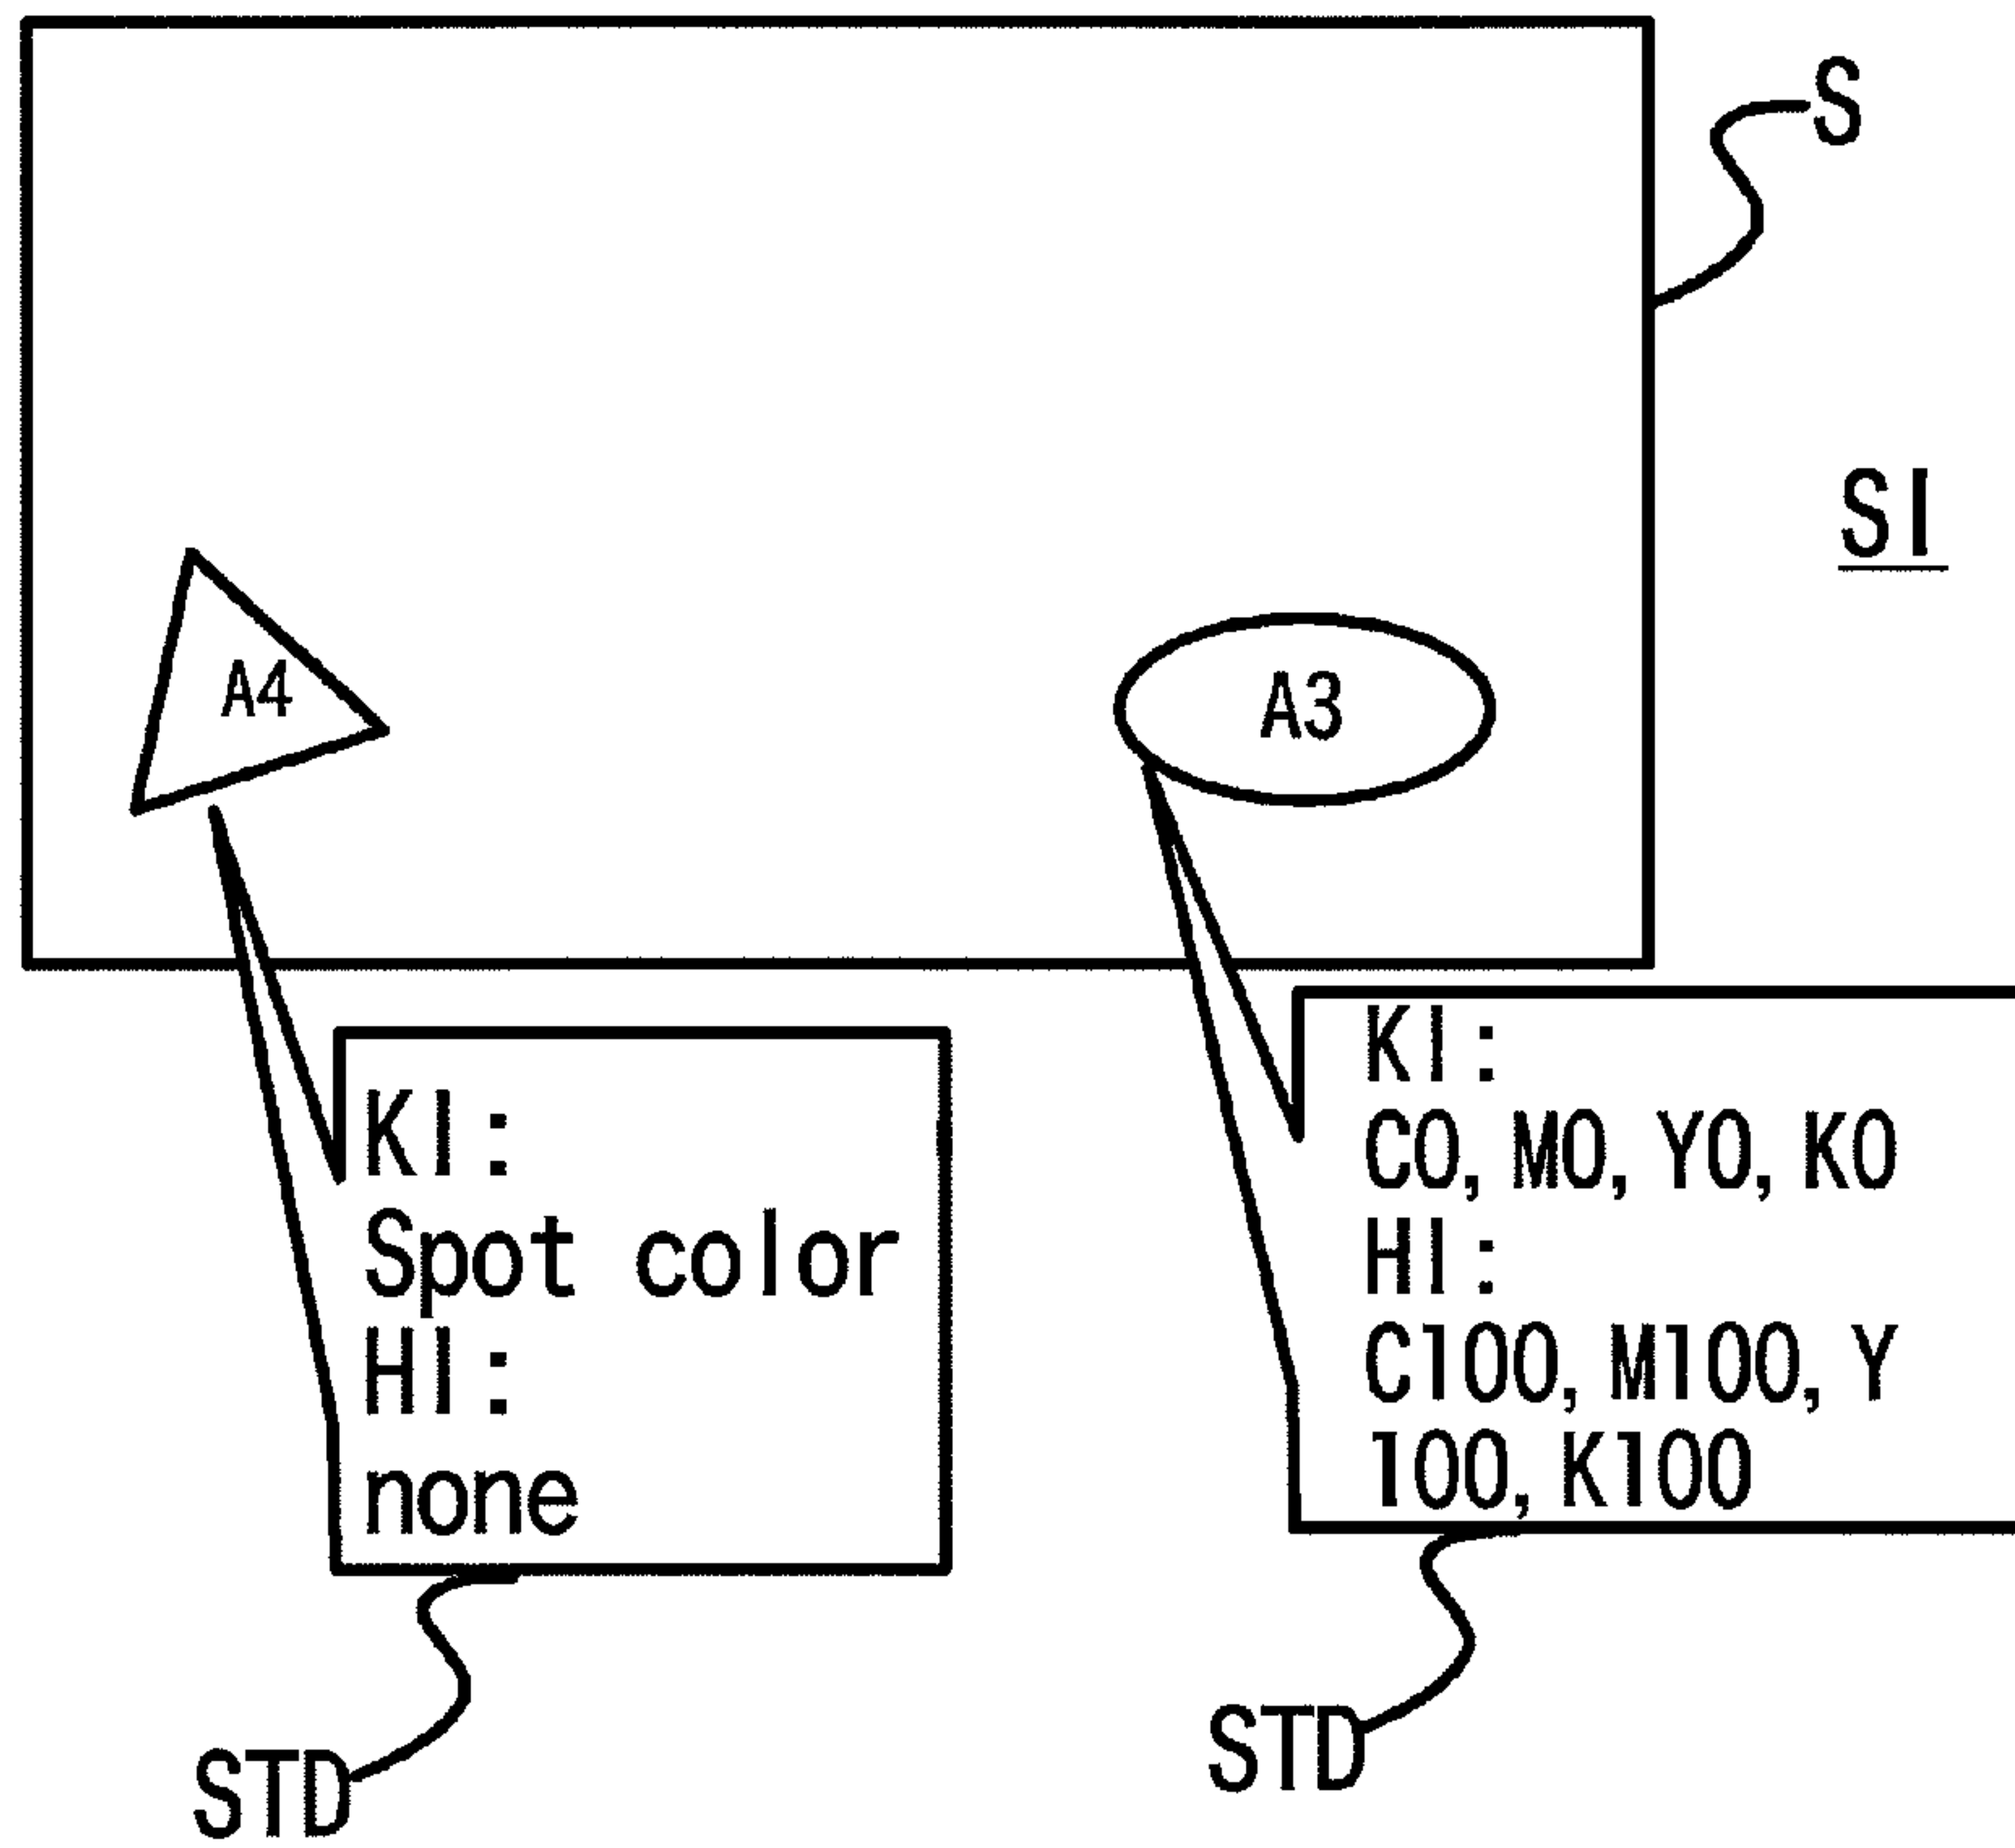 S
SI
A4
A3
KI:
Spot color
HI:
none
KI:
C0, M0, Y0, K0
HI:
C100, M100, Y
100, K100
STD
STD